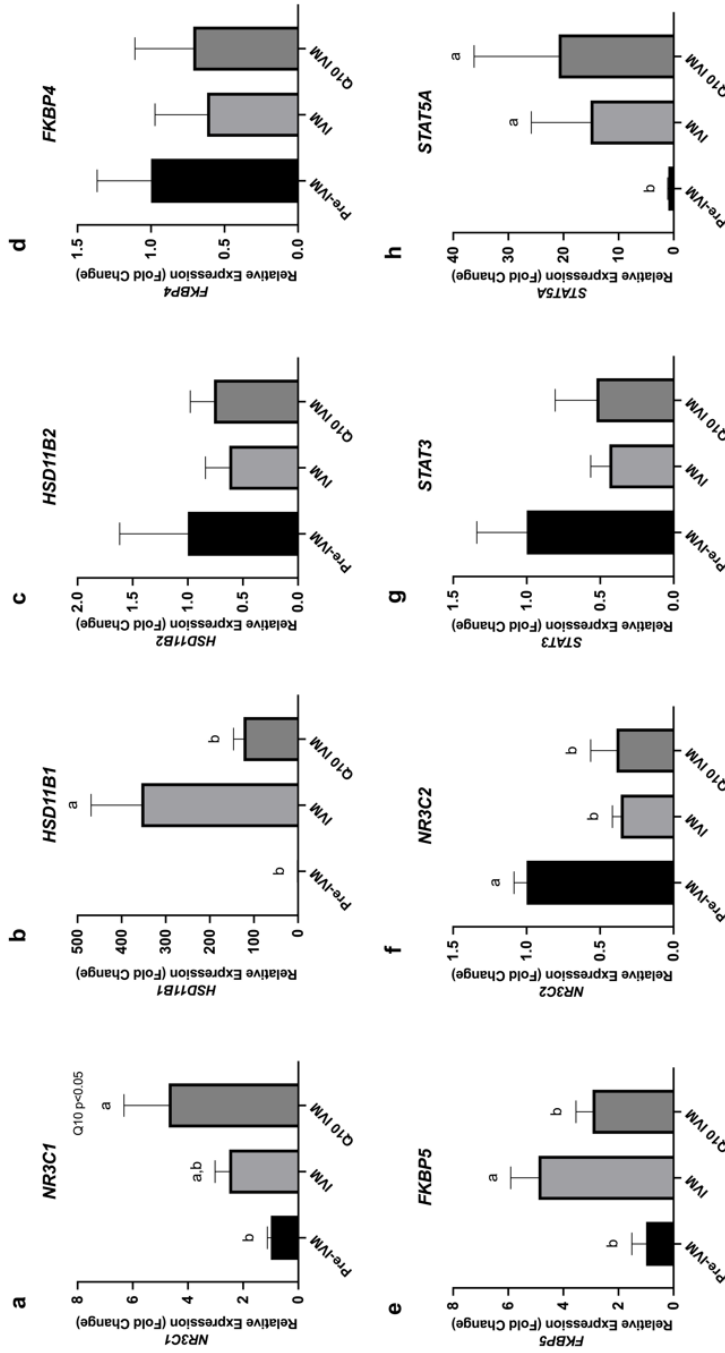 a
NR3C1
NR3C1
Relative Expression (Fold Change)
8
6
4
2
0
Q10 p<0.05
b
a,b
a
Pre-IVM
IVM
Q10 IVM
b
HSD11B1
HSD11B1
Relative Expression (Fold Change)
500
400
300
200
100
0
b
a
b
Pre-IVM
IVM
Q10 IVM
c
HSD11B2
HSD11B2
Relative Expression (Fold Change)
2.0
1.5
1.0
0.5
0.0
Pre-IVM
IVM
Q10 IVM
d
FKBP4
FKBP4
Relative Expression (Fold Change)
1.5
1.0
0.5
0.0
Pre-IVM
IVM
Q10 IVM
e
FKBP5
FKBP5
Relative Expression (Fold Change)
8
6
4
2
0
b
a
b
Pre-IVM
IVM
Q10 IVM
f
NR3C2
NR3C2
Relative Expression (Fold Change)
1.5
1.0
0.5
0.0
a
b
b
Pre-IVM
IVM
Q10 IVM
g
STAT3
STAT3
Relative Expression (Fold Change)
1.5
1.0
0.5
0.0
Pre-IVM
IVM
Q10 IVM
h
STAT5A
STAT5A
Relative Expression (Fold Change)
40
30
20
10
0
b
a
a
Pre-IVM
IVM
Q10 IVM